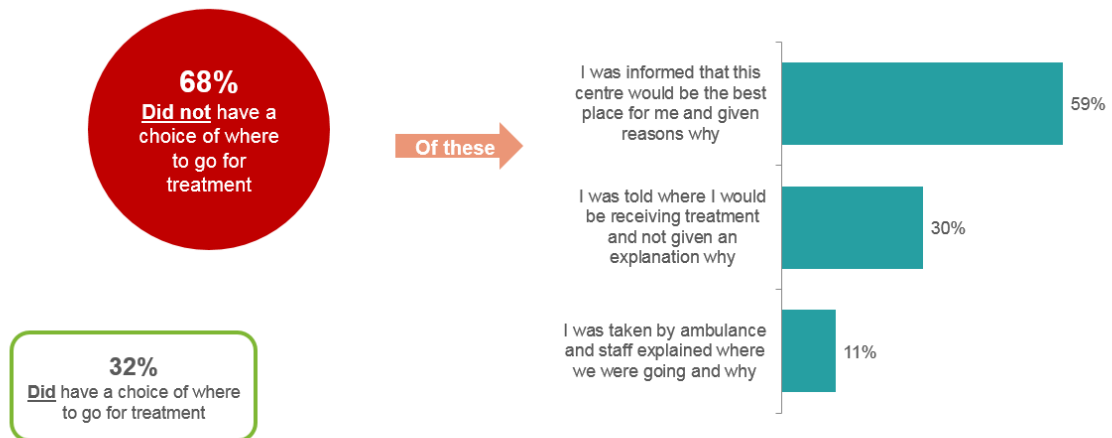 68%
Did not have a
choice of where
to go for
treatment
Of these
32%
Did have a choice of where
to go for treatment
I was informed that this
centre would be the best
place for me and given
reasons why
59%
I was told where I would
be receiving treatment
and not given an
explanation why
30%
I was taken by ambulance
and staff explained where
we were going and why
11%